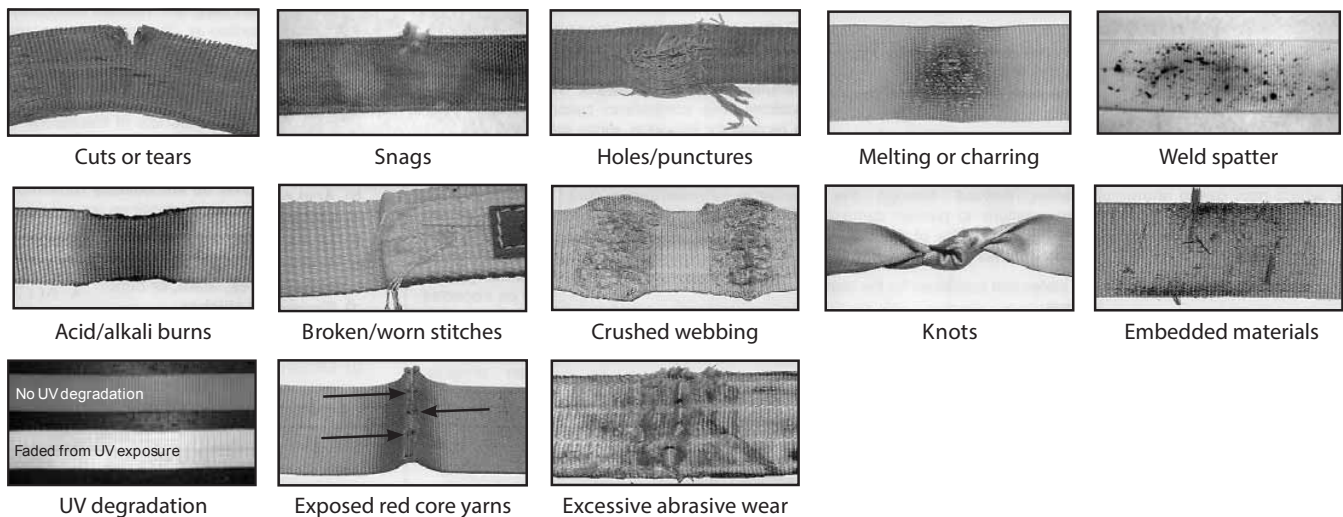 Cuts or tears
Snags
Holes/punctures
Melting or charring
Weld spatter
Acid/alkali burns
Broken/worn stitches
Crushed webbing
Knots
Embedded materials
No UV degradation
Faded from UV exposure
UV degradation
Exposed red core yarns
Excessive abrasive wear